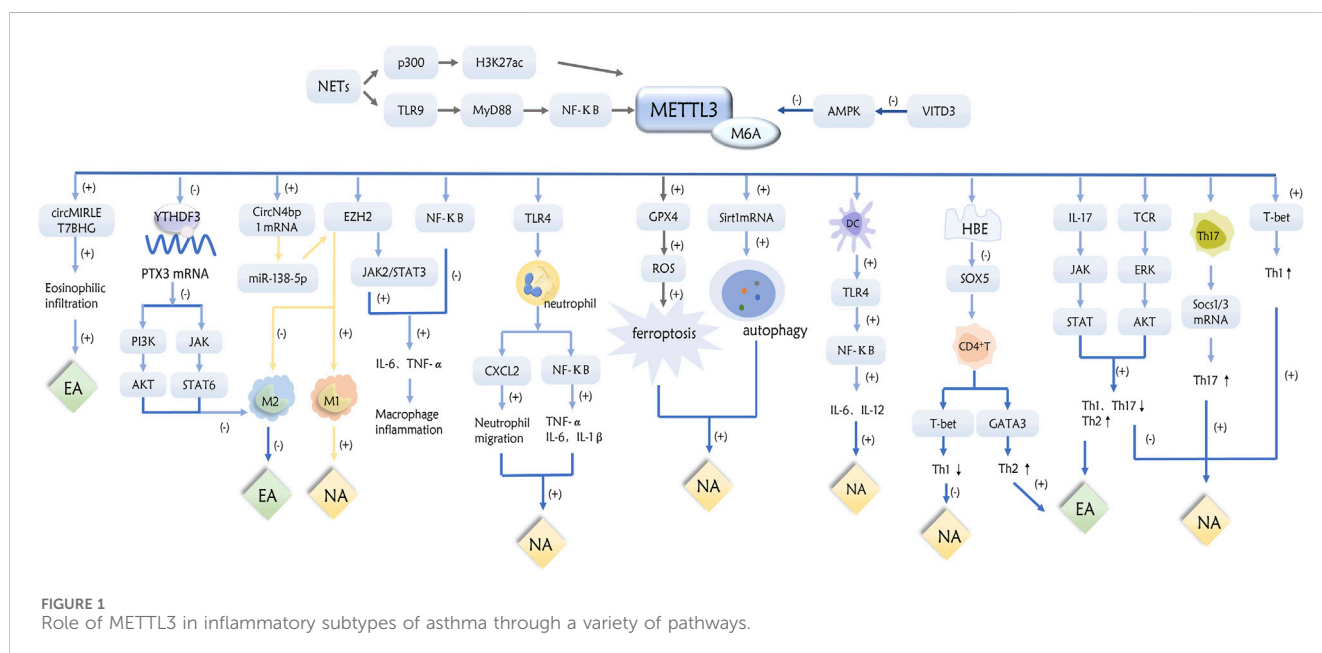 NETs
p300
H3K27ac
TLR9
MyD88
NF-KB
METTL3
M6A
(-)
AMPK
(-)
VITD3
(+)
circMIRLE
T7BHG
(+)
Eosinophilic
infiltration
(+)
EA
(-)
YTHDF3
PTX3 mRNA
(-)
PI3K
JAK
AKT
STAT6
(-)
(+)
CircN4bp
1 mRNA
miR-138-5p
EZH2
(-)
(+)
M2
M1
(-)
(+)
EA
NA
JAK2/STAT3
NF-KB
(+)
(-)
(+)
IL-6、TNF-α
Macrophage
inflammation
TLR4
neutrophil
CXCL2
NF-KB
(+)
(+)
Neutrophil
migration
TNF-α
IL-6, IL-1β
(+)
NA
(+)
GPX4
(+)
ROS
(+)
ferroptosis
(+)
Sirt1mRNA
(+)
autophagy
(+)
NA
DC
(+)
TLR4
(+)
NF-KB
(+)
IL-6、IL-12
(+)
NA
HBE
(-)
SOX5
CD4+T
T-bet
GATA3
Th1 ↓
Th2 ↑
(-)
(+)
NA
IL-17
TCR
JAK
ERK
STAT
AKT
(+)
Th1、Th17 ↓
Th2 ↑
(-)
EA
Th17
Socs1/3
mRNA
Th17 ↑
(+)
NA
(+)
T-bet
Th1 ↑
(+)
FIGURE 1
Role of METTL3 in inflammatory subtypes of asthma through a variety of pathways.